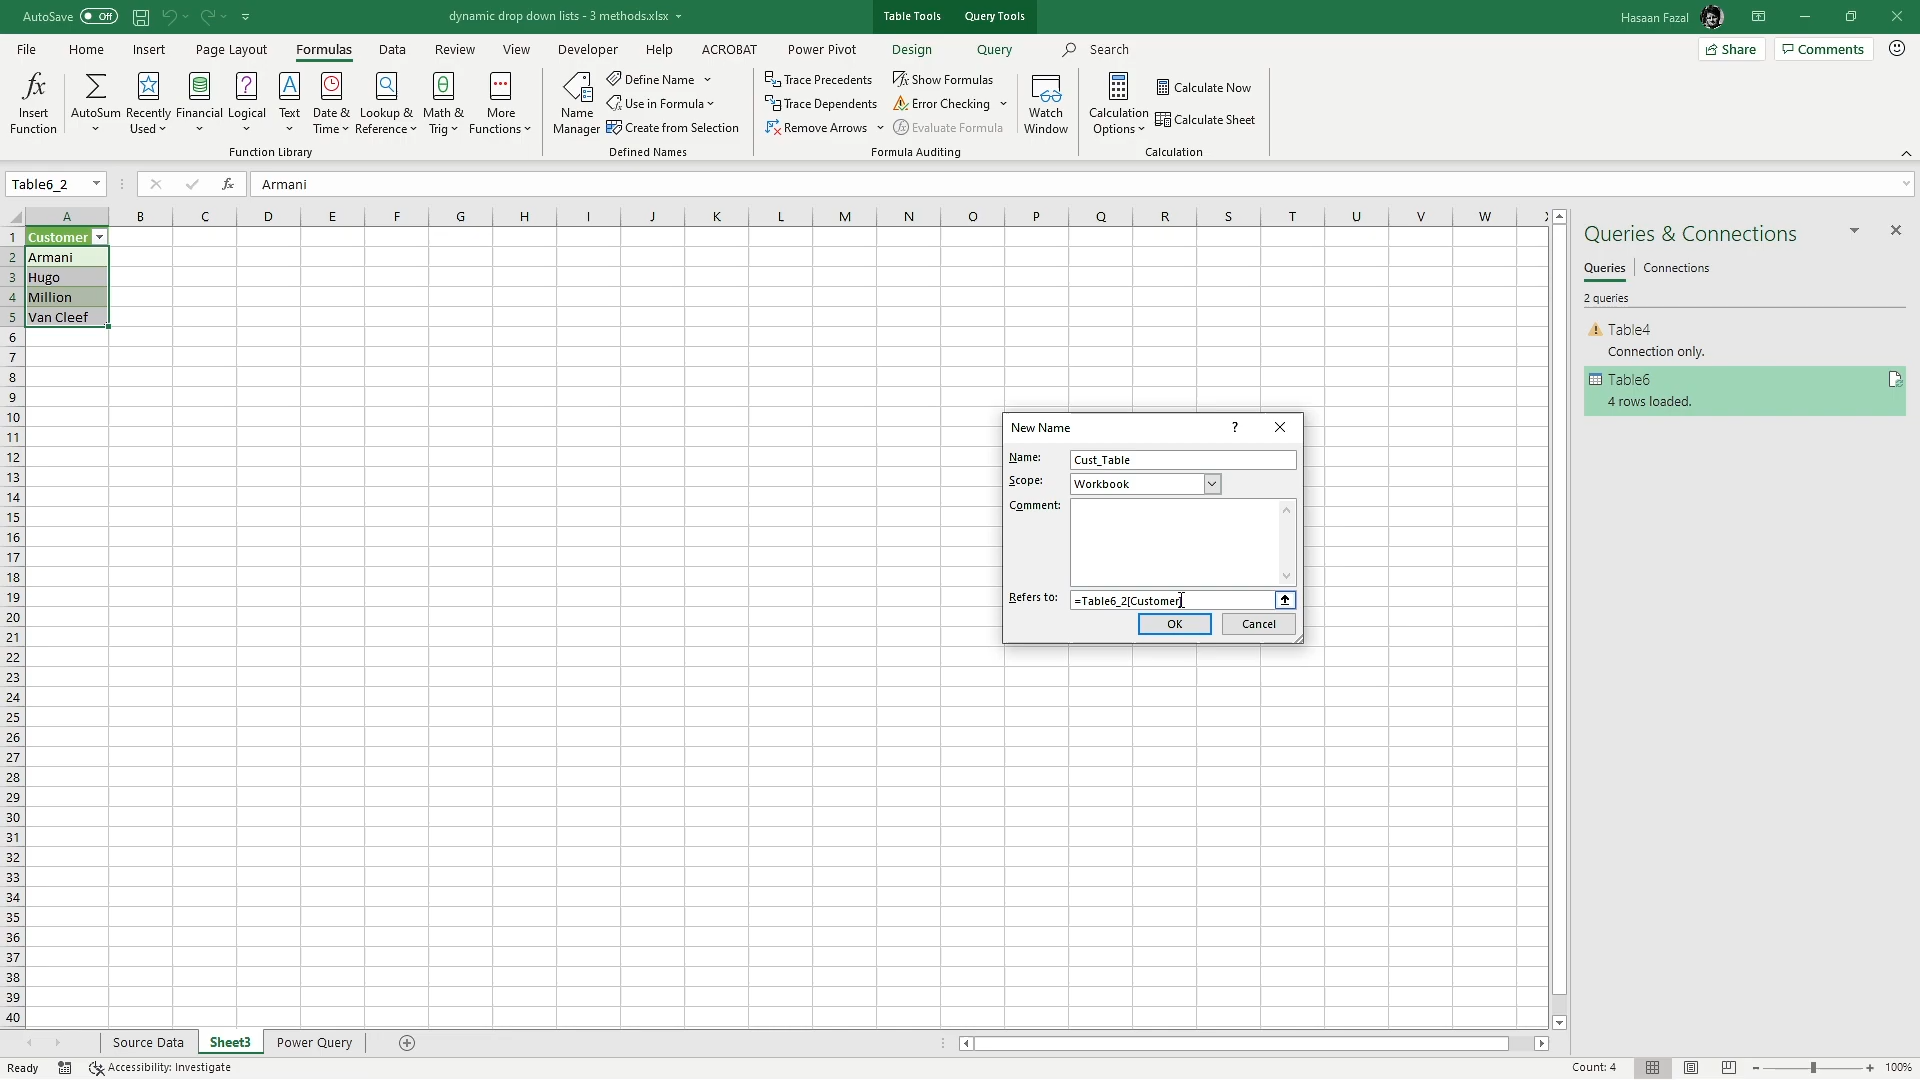 AutoSave Off
dynamic drop down lists - 3 methods.xlsx
Table Tools
Query Tools
Hasaan Fazal
File
Home
Insert
Page Layout
Formulas
Data
Review
View
Developer
Help
ACROBAT
Power Pivot
Design
Query
Search
Share
Comments
fx
Insert
Function
AutoSum
Recently
Used
Financial
Logical
Text
Date &
Time
Lookup &
Reference
Math &
Trig
More
Functions
Function Library
Name
Manager
Define Name
Use in Formula
Create from Selection
Defined Names
Trace Precedents
Trace Dependents
Remove Arrows
Show Formulas
Error Checking
Evaluate Formula
Formula Auditing
Watch
Window
Calculation
Options
Calculate Now
Calculate Sheet
Calculation
Table6_2
fx
Armani
A B C D E F G H I J K L M N O P Q R S T U V W
1 Customer
2 Armani
3 Hugo
4 Million
5 Van Cleef
6
7
8
9
10
11
12
13
14
15
16
17
18
19
20
21
22
23
24
25
26
27
28
29
30
31
32
33
34
35
36
37
38
39
40
New Name
?
Name: Cust_Table
Scope: Workbook
Comment:
Refers to: =Table6_2[Customer]
OK
Cancel
Queries & Connections
Queries
Connections
2 queries
Table4
Connection only.
Table6
4 rows loaded.
Source Data
Sheet3
Power Query
Ready
Accessibility: Investigate
Count: 4
100%